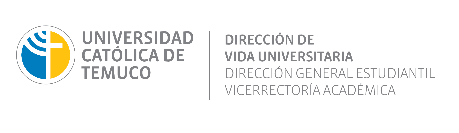 UNIVERSIDAD
CATÓLICA DE
TEMUCO
DIRECCIÓN DE
VIDA UNIVERSITARIA
DIRECCIÓN GENERAL ESTUDIANTIL
VICERRECTORÍA ACADÉMICA